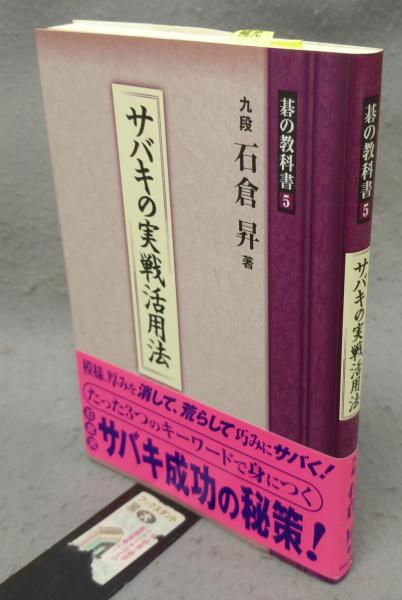 碁の教科書 5
九段 石倉 昇 著
サバキの実戦活用法
模様、厚みを消して、荒らして巧みにサバく!
たった3つのキーワードで身につく
サバキ成功の秘策!
碁の教科書 5
サバキの実戦活用法